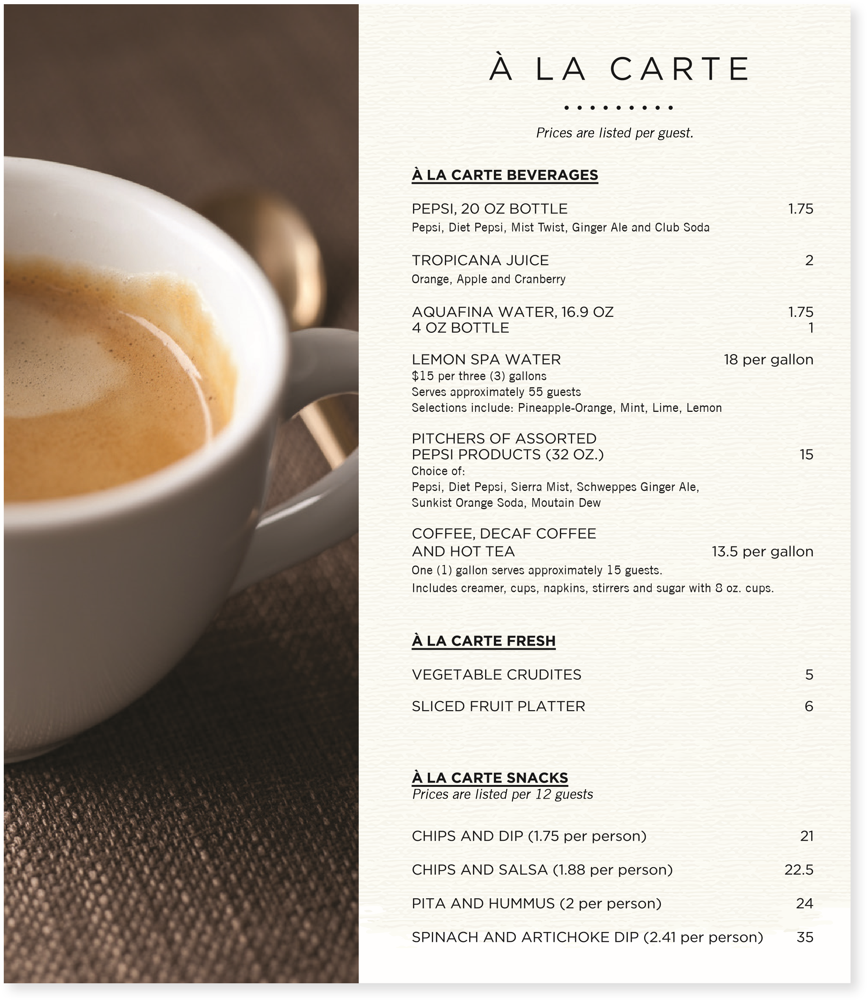 À LA CARTE
Prices are listed per guest.
À LA CARTE BEVERAGES
PEPSI, 20 OZ BOTTLE 1.75
Pepsi, Diet Pepsi, Mist Twist, Ginger Ale and Club Soda
TROPICANA JUICE 2
Orange, Apple and Cranberry
AQUAFINA WATER, 16.9 OZ 1.75
4 OZ BOTTLE 1
LEMON SPA WATER 18 per gallon
$15 per three (3) gallons
Serves approximately 55 guests
Selections include: Pineapple-Orange, Mint, Lime, Lemon
PITCHERS OF ASSORTED
PEPSI PRODUCTS (32 OZ.) 15
Choice of:
Pepsi, Diet Pepsi, Sierra Mist, Schweppes Ginger Ale,
Sunkist Orange Soda, Moutain Dew
COFFEE, DECAF COFFEE
AND HOT TEA 13.5 per gallon
One (1) gallon serves approximately 15 guests.
Includes creamer, cups, napkins, stirrers and sugar with 8 oz. cups.
À LA CARTE FRESH
VEGETABLE CRUDITES 5
SLICED FRUIT PLATTER 6
À LA CARTE SNACKS
Prices are listed per 12 guests
CHIPS AND DIP (1.75 per person) 21
CHIPS AND SALSA (1.88 per person) 22.5
PITA AND HUMMUS (2 per person) 24
SPINACH AND ARTICHOKE DIP (2.41 per person) 35